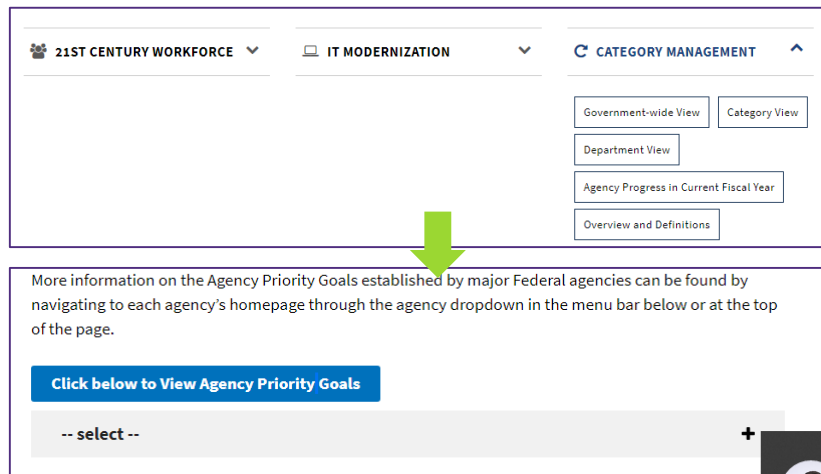 21ST CENTURY WORKFORCE
IT MODERNIZATION
CATEGORY MANAGEMENT
Government-wide View
Category View
Department View
Agency Progress in Current Fiscal Year
Overview and Definitions
More information on the Agency Priority Goals established by major Federal agencies can be found by
navigating to each agency’s homepage through the agency dropdown in the menu bar below or at the top
of the page.
Click below to View Agency Priority Goals
-- select --